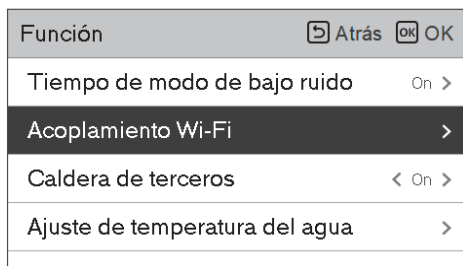 Función Atrás OK OK
Tiempo de modo de bajo ruido On >
Acoplamiento Wi-Fi >
Caldera de terceros < On >
Ajuste de temperatura del agua >